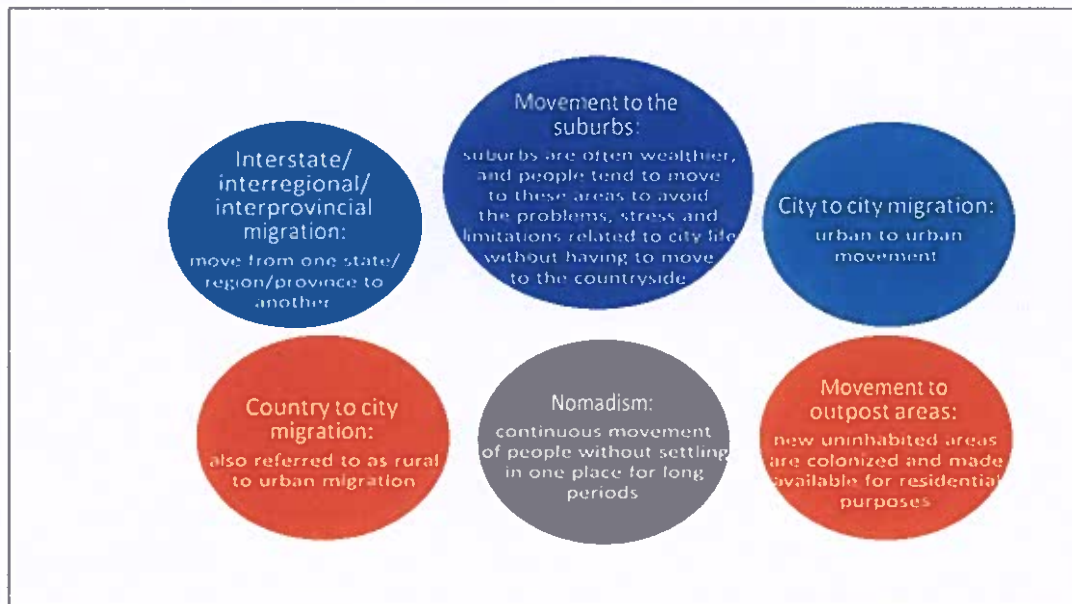 Interstate/
interregional/
interprovincial
migration:
move from one state/
region/province to
another
Movement to the
suburbs:
suburbs are often wealthier,
and people tend to move
to these areas to avoid
the problems, stress and
limitations related to city life
without having to move
to the countryside
City to city migration:
urban to urban
movement
Country to city
migration:
also referred to as rural
to urban migration
Nomadism:
continuous movement
of people without settling
in one place for long
periods
Movement to
outpost areas:
new uninhabited areas
are colonized and made
available for residential
purposes